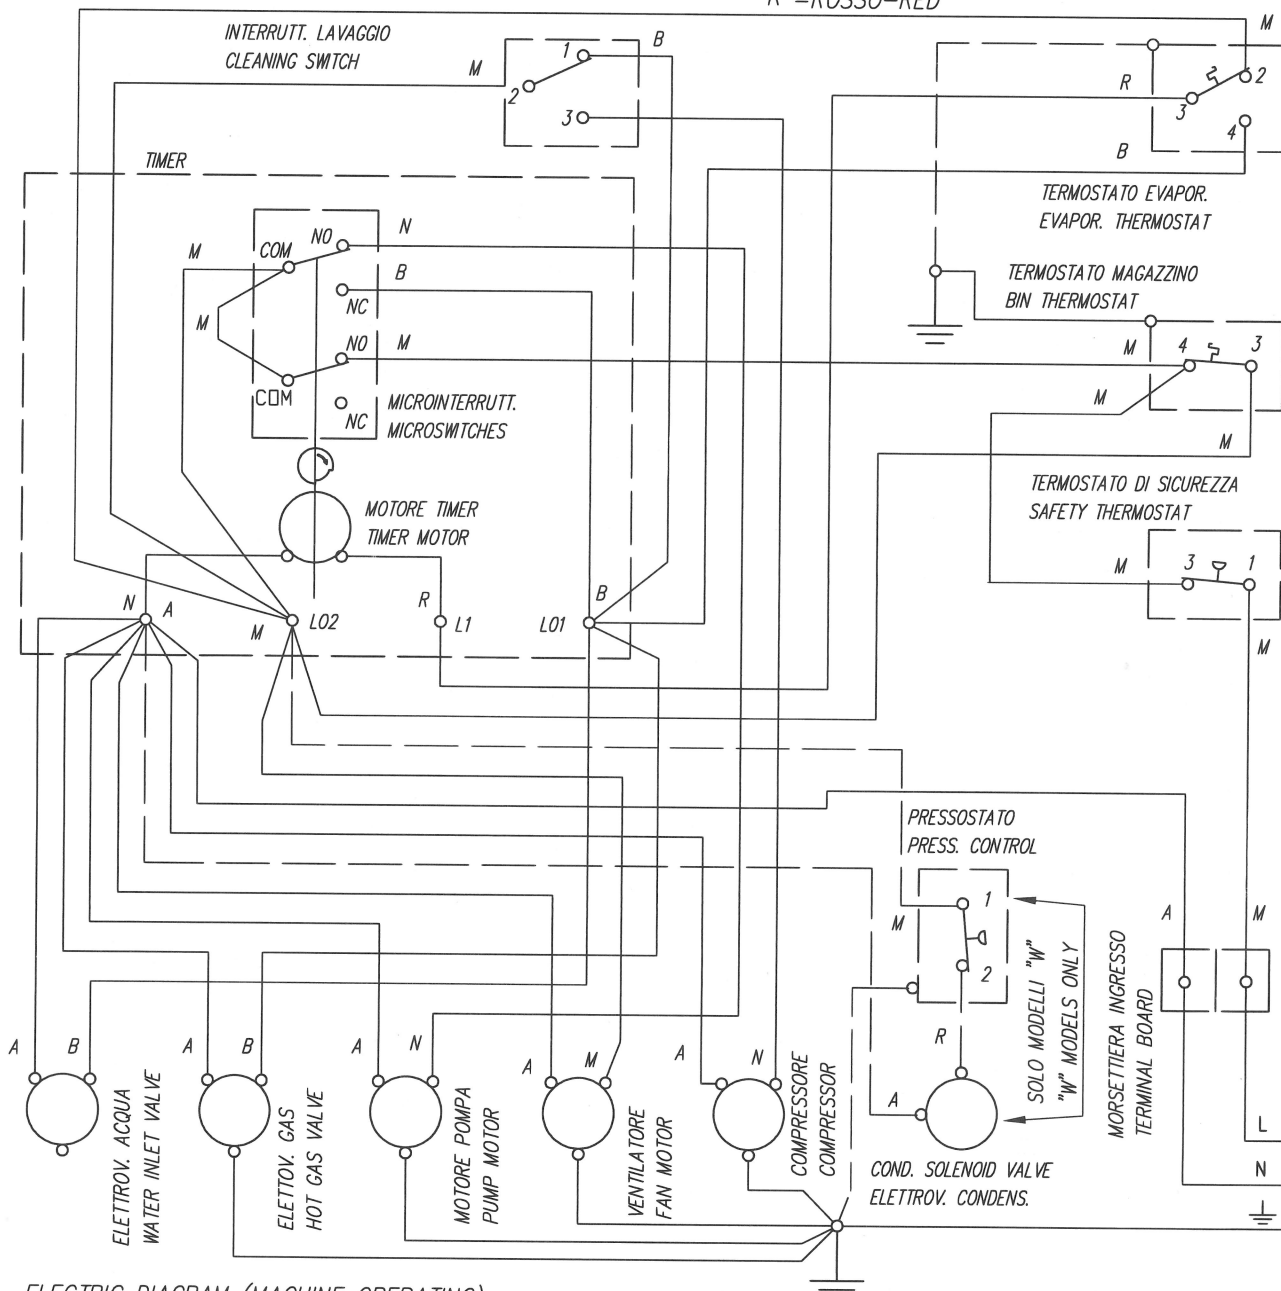 R =ROSSO-RED
INTERRUTT. LAVAGGIO
CLEANING SWITCH
M
1
2
3
B
M
R
3
2
4
B
TERMOSTATO EVAPOR.
EVAPOR. THERMOSTAT
TIMER
M
COM
NO
N
B
NC
M
NO
M
COM
NC
MICROINTERRUTT.
MICROSWITCHES
TERMOSTATO MAGAZZINO
BIN THERMOSTAT
M
4
3
M
M
MOTORE TIMER
TIMER MOTOR
TERMOSTATO DI SICUREZZA
SAFETY THERMOSTAT
M
3
1
M
N
A
M
LO2
R
L1
LO1
B
PRESSOSTATO
PRESS. CONTROL
M
1
2
R
A
SOLO MODELLI "W"
"W" MODELS ONLY
MORSETTIERA INGRESSO
TERMINAL BOARD
A
M
L
N
A
B
A
B
A
N
A
M
A
N
ELETTROV. ACQUA
WATER INLET VALVE
ELETTOV. GAS
HOT GAS VALVE
MOTORE POMPA
PUMP MOTOR
VENTILATORE
FAN MOTOR
COMPRESSORE
COMPRESSOR
COND. SOLENOID VALVE
ELETTROV. CONDENS.
ELECTRIC DIAGRAM (MACHINE OPERATING)